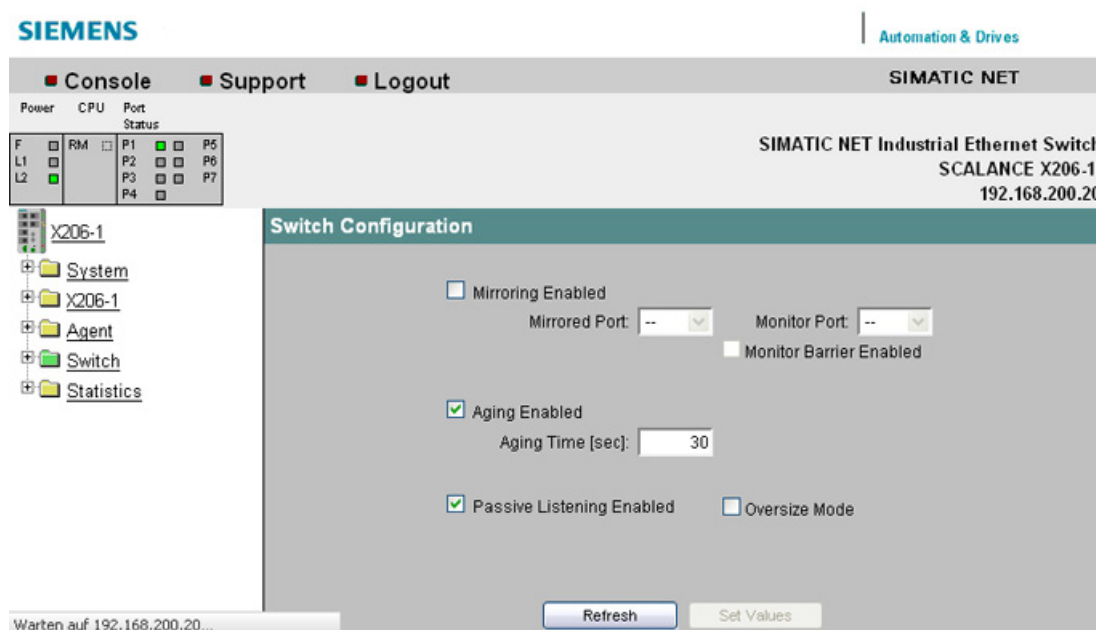 SIEMENS
Automation & Drives
Console Support Logout SIMATIC NET
Power CPU Port Status
F RM P1 P5
L1 P2 P6
L2 P3 P7
P4
SIMATIC NET Industrial Ethernet Switch
SCALANCE X206-1
192.168.200.20
X206-1
System
X206-1
Agent
Switch
Statistics
Switch Configuration
Mirroring Enabled
Mirrored Port: -- Monitor Port: --
Monitor Barrier Enabled
Aging Enabled
Aging Time [sec]: 30
Passive Listening Enabled Oversize Mode
Refresh Set Values
Warten auf 192.168.200.20...